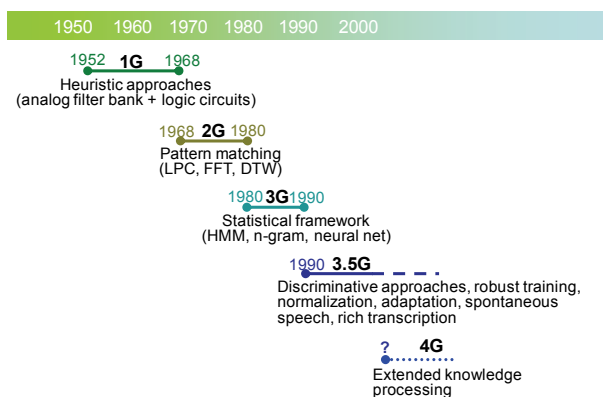 1950 1960 1970 1980 1990 2000
1952 1G 1968
Heuristic approaches
(analog filter bank + logic circuits)
1968 2G 1980
Pattern matching
(LPC, FFT, DTW)
1980 3G 1990
Statistical framework
(HMM, n-gram, neural net)
1990 3.5G
Discriminative approaches, robust training,
normalization, adaptation, spontaneous
speech, rich transcription
? 4G
Extended knowledge
processing